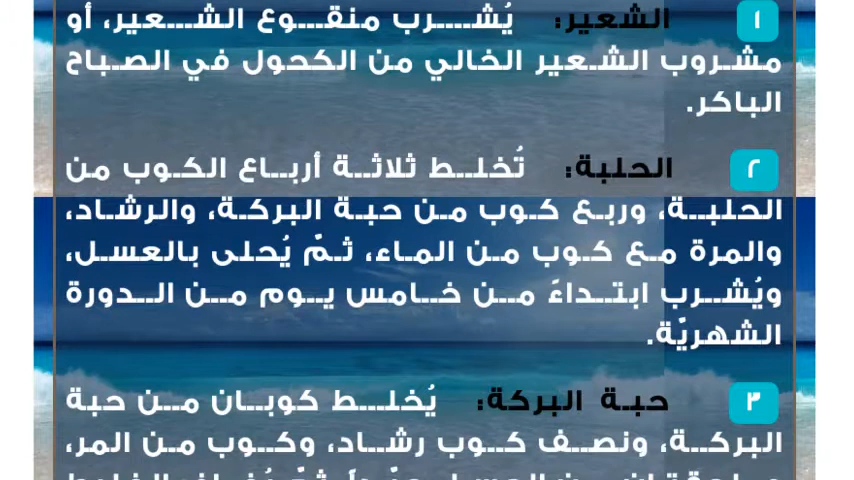 ١ الشعير: يُشرب منقوع الشعير، أو
مشروب الشعير الخالي من الكحول في الصباح
الباكر.
٢ الحلبة: تُخلط ثلاثة أرباع الكوب من
الحلبة، وربع كوب من حبة البركة، والرشاد،
والمرة مع كوب من الماء، ثمّ يُحلى بالعسل،
ويُشرب ابتداءً من خامس يوم من الدورة
الشهريّة.
٣ حبة البركة: يُخلط كوبان من حبة
البركة، ونصف كوب رشاد، وكوب من المر،